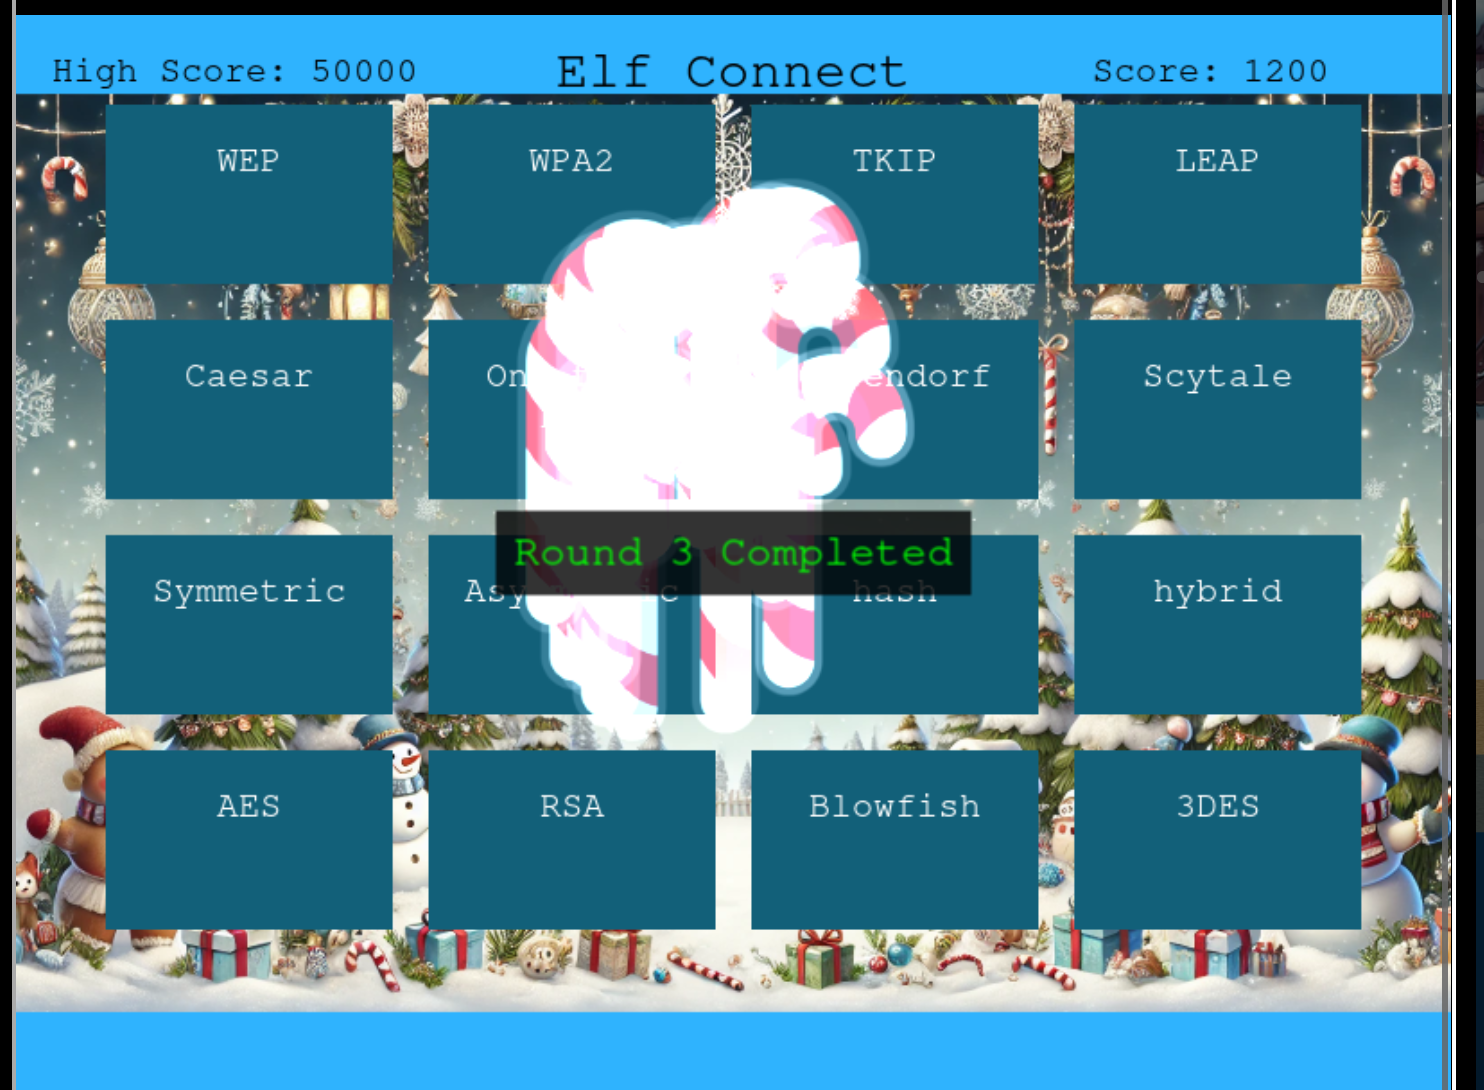 High Score: 50000 Elf Connect Score: 1200
WEP WPA2 TKIP LEAP
Caesar Scytale
Round 3 Completed
Symmetric hash hybrid
AES RSA Blowfish 3DES